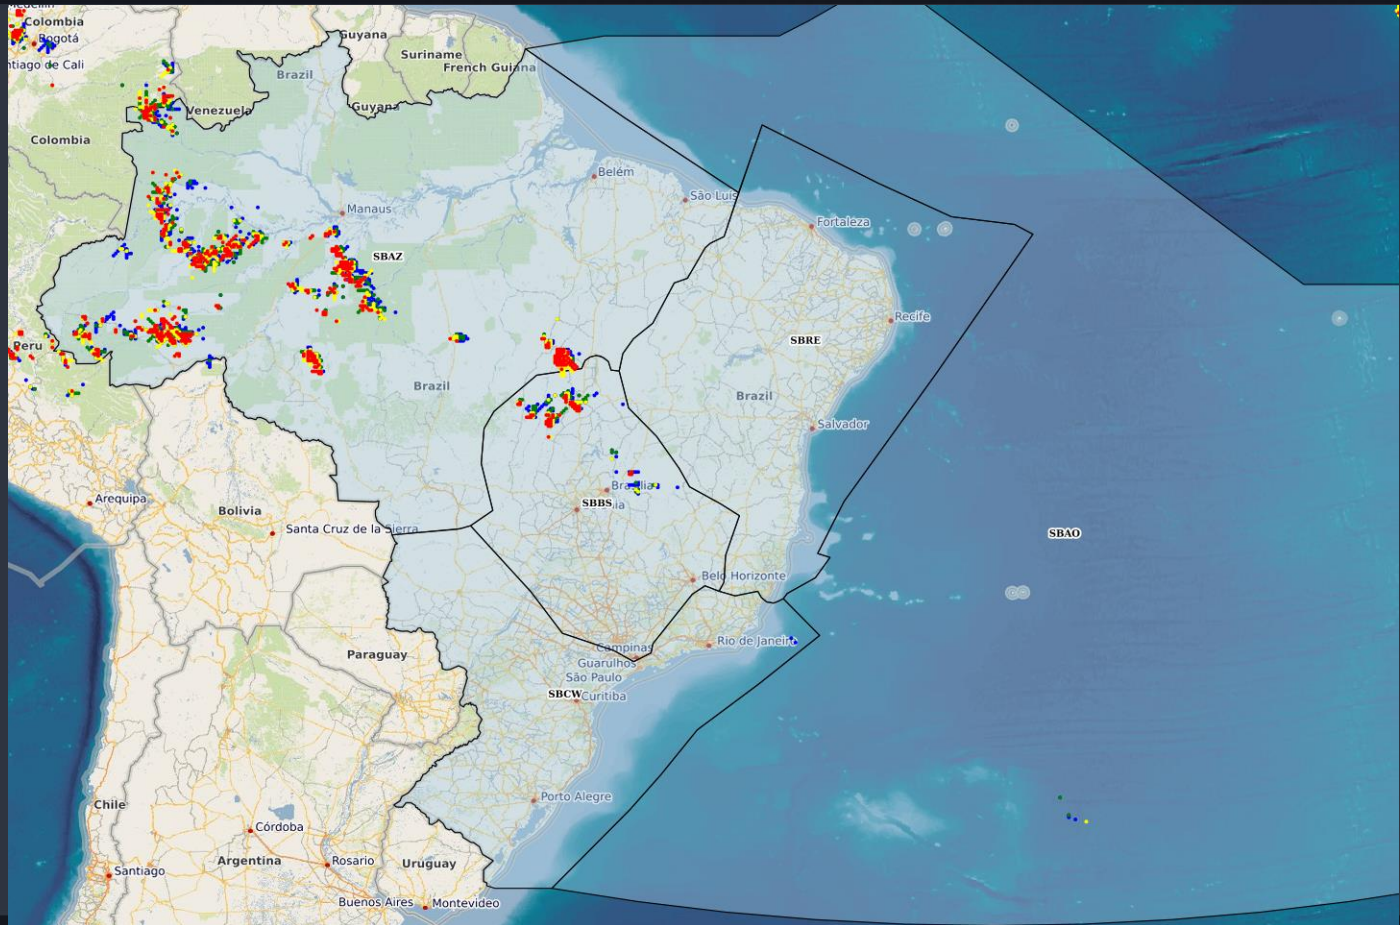 Colombia
Bogotá
ntiago de Cali
Guyana
Suriname
French Guiana
Brazil
Venezuela
Guyana
Colombia
Belém
São Luís
Manaus
Fortaleza
SBAZ
Recife
Peru
SBRE
Brazil
Brazil
Salvador
Brasília
Arequipa
SBBS
Bolivia
Santa Cruz de la Sierra
SBAO
Belo Horizonte
Rio de Janeiro
Campinas
Paraguay
Guarulhos
São Paulo
SBCW
Curitiba
Porto Alegre
Chile
Córdoba
Argentina
Rosario
Uruguay
Santiago
Buenos Aires
Montevideo